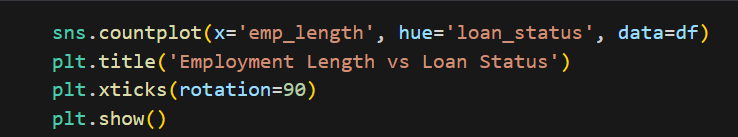 sns.countplot(x='emp_length', hue='loan_status', data=df)
plt.title('Employment Length vs Loan Status')
plt.xticks(rotation=90)
plt.show()